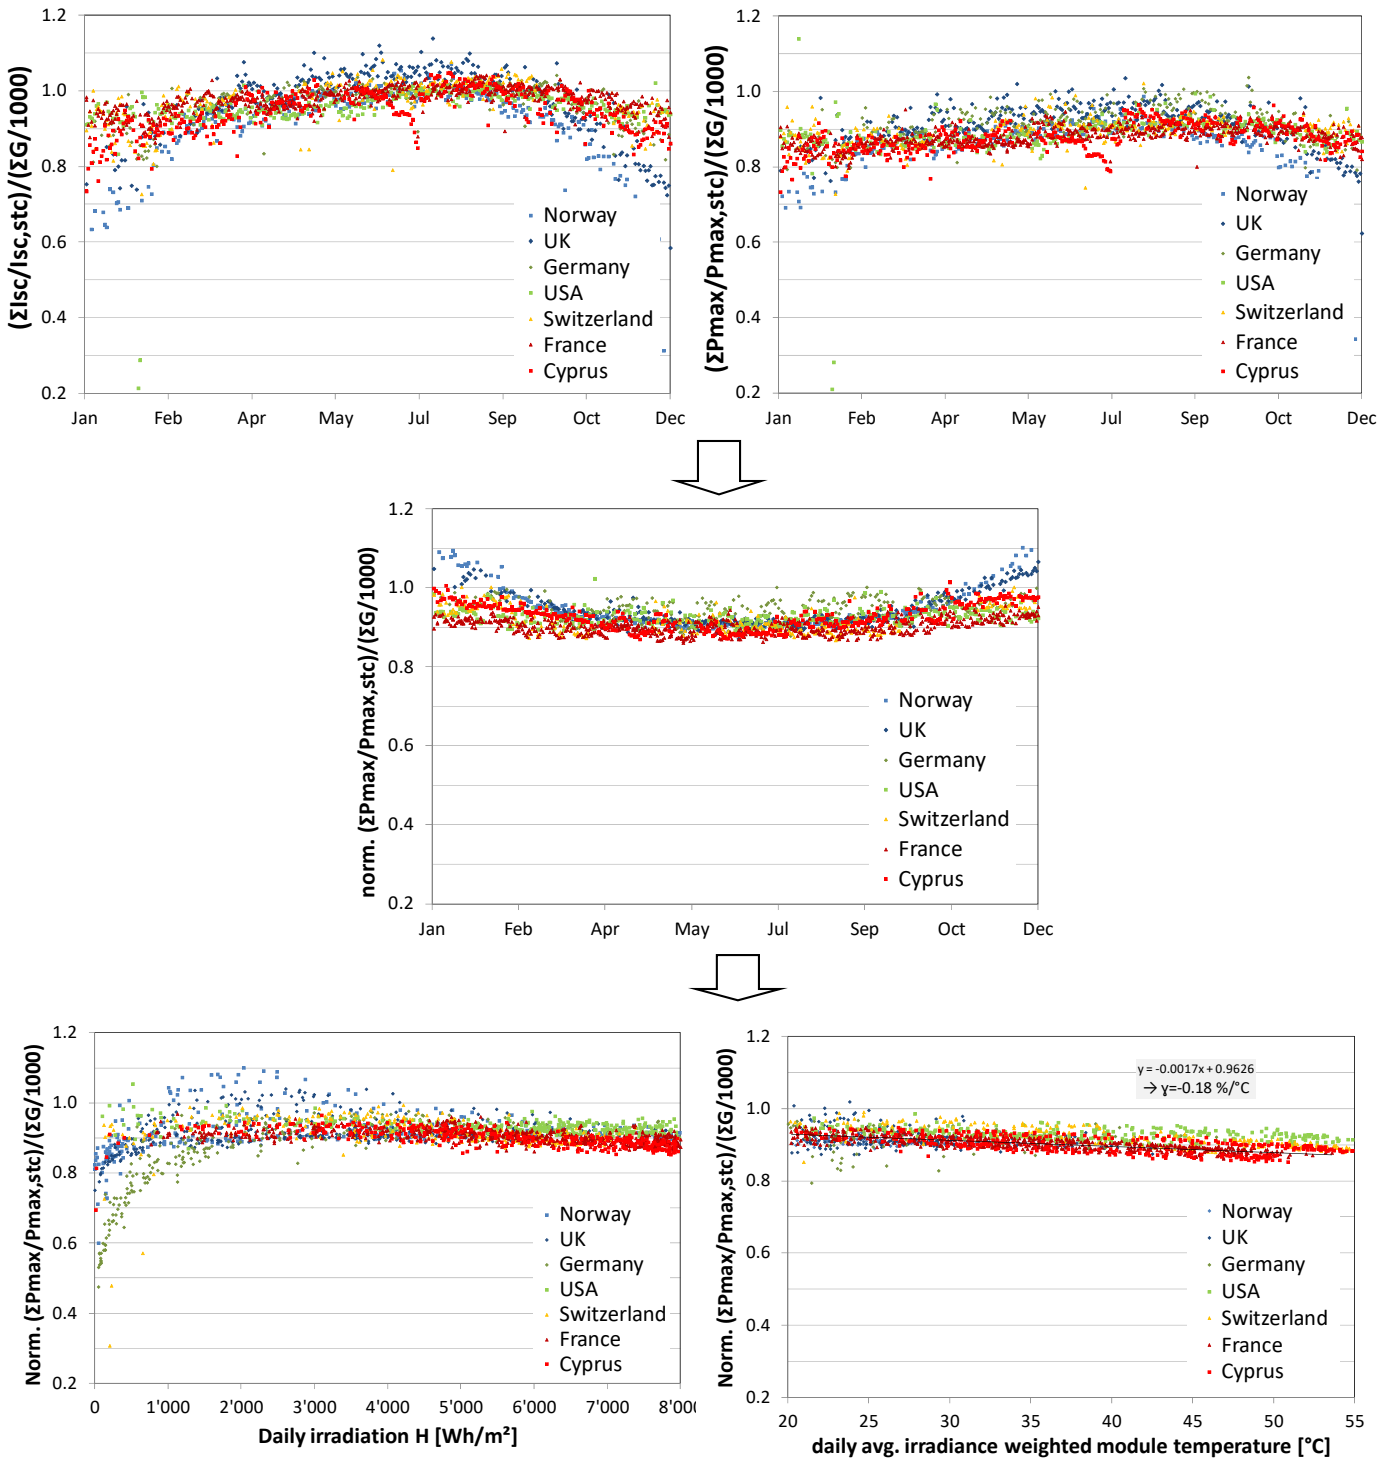 (ΣIsc/Isc,stc)/(ΣG/1000)
1.2
1.0
0.8
0.6
0.4
0.2
Jan Feb Apr May Jul Sep Oct Dec
Norway
UK
Germany
USA
Switzerland
France
Cyprus
(ΣPmax/Pmax,stc)/(ΣG/1000)
1.2
1.0
0.8
0.6
0.4
0.2
Jan Feb Apr May Jul Sep Oct Dec
Norway
UK
Germany
USA
Switzerland
France
Cyprus
norm. (ΣPmax/Pmax,stc)/(ΣG/1000)
1.2
1.0
0.8
0.6
0.4
0.2
Jan Feb Apr May Jul Sep Oct Dec
Norway
UK
Germany
USA
Switzerland
France
Cyprus
Norm. (ΣPmax/Pmax,stc)/(ΣG/1000)
1.2
1.0
0.8
0.6
0.4
0.2
0 1'000 2'000 3'000 4'000 5'000 6'000 7'000 8'00
Daily irradiation H [Wh/m²]
Norway
UK
Germany
USA
Switzerland
France
Cyprus
Norm. (ΣPmax/Pmax,stc)/(ΣG/1000)
1.2
1.0
0.8
0.6
0.4
0.2
y = -0.0017x + 0.9626
→ ɣ=-0.18 %/°C
Norway
UK
Germany
USA
Switzerland
France
Cyprus
20 25 30 35 40 45 50 55
daily avg. irradiance weighted module temperature [°C]